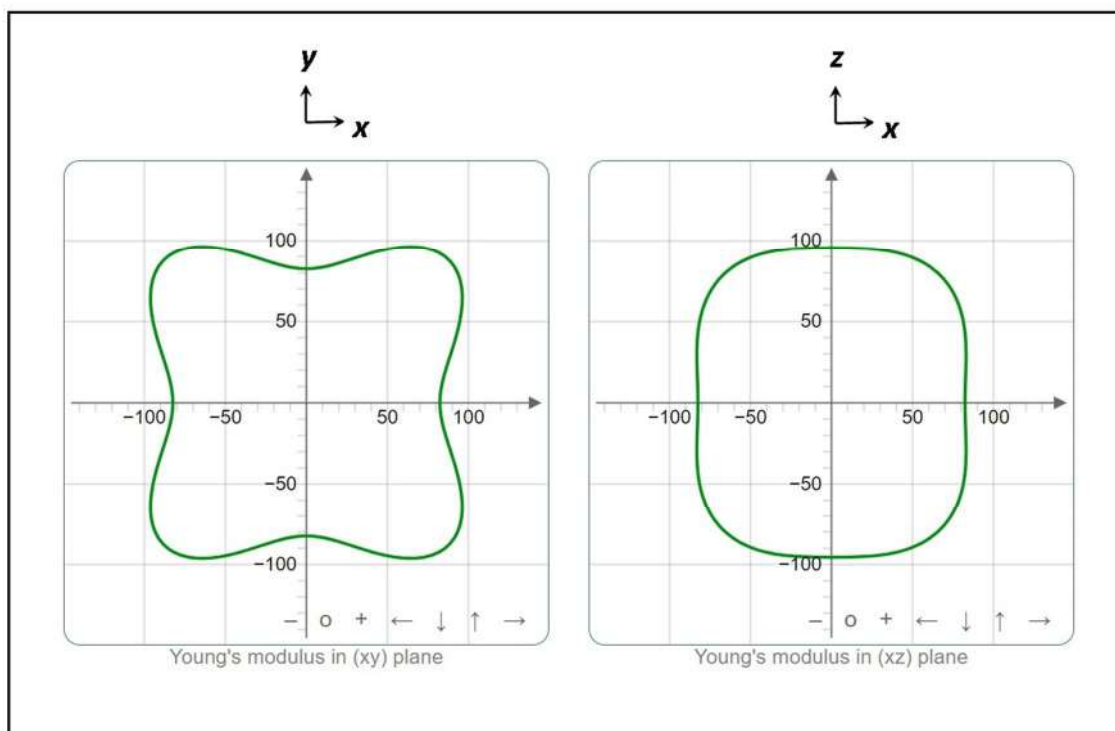 y z
x x
100 100
50 50
−100 −50 50 100 −100 −50 50 100
−50 −50
−100 −100
− o + ← ↓ ↑ → − o + ← ↓ ↑ →
Young's modulus in (xy) plane Young's modulus in (xz) plane